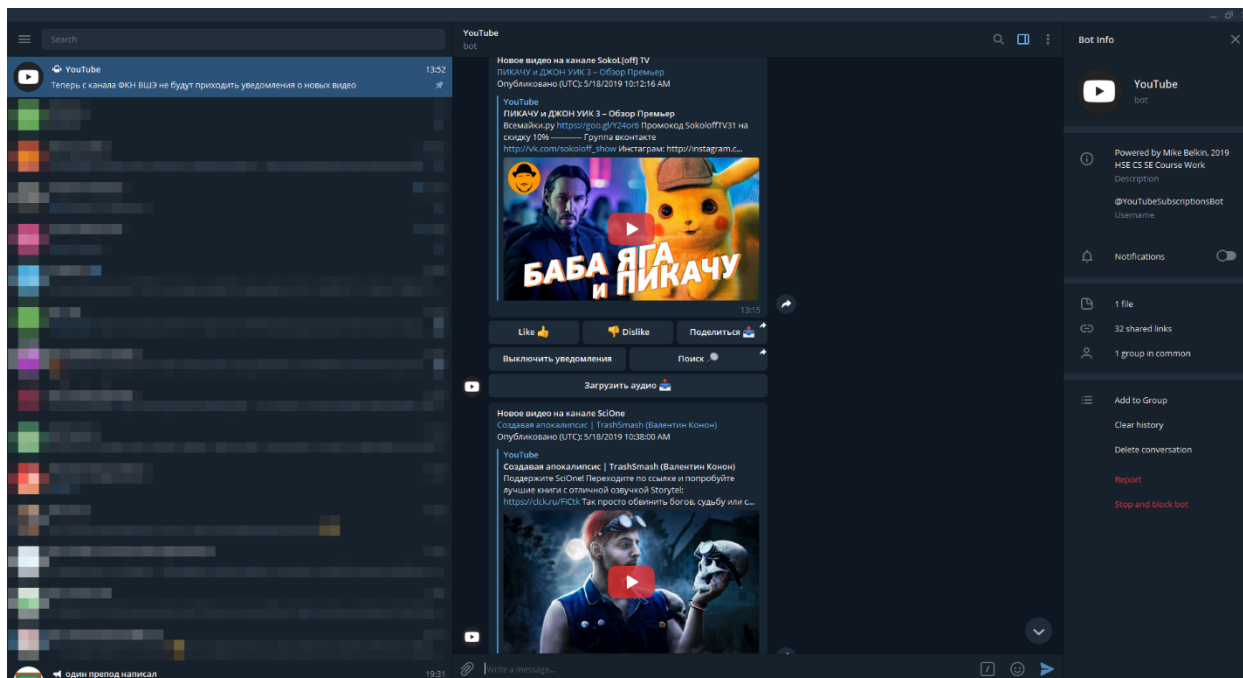 Search
YouTube
13:52
Теперь с канала ФКН ВШЭ не будут приходить уведомления о новых видео
один препод написал
19:31
YouTube
bot
Новое видео на канале SokoL[off] TV
ПИКАЧУ и ДЖОН УИК 3 – Обзор Премьер
Опубликовано (UTC): 5/18/2019 10:12:16 AM
YouTube
ПИКАЧУ и ДЖОН УИК 3 – Обзор Премьер
Всемайки.ру https://goo.gl/Y24or6 Промокод SokoloffTV31 на
скидку 10% ----------- Группа вконтакте
http://vk.com/sokoloff_show Инстаграм: http://instagram.c...
БАБА ЯГА
И ПИКАЧУ
13:15
Like 👍
👎 Dislike
Поделиться 📤
Выключить уведомления
Поиск 🔎
Загрузить аудио 📥
Новое видео на канале SciOne
Создавая апокалипсис | TrashSmash (Валентин Конон)
Опубликовано (UTC): 5/18/2019 10:38:00 AM
YouTube
Создавая апокалипсис | TrashSmash (Валентин Конон)
Поддержите SciOne! Переходите по ссылке и попробуйте
лучшие книги с отличной озвучкой Storytel:
https://clck.ru/FiCtk Так просто обвинить богов, судьбу или с...
Write a message...
Bot Info
YouTube
bot
Powered by Mike Belkin, 2019
HSE CS SE Course Work
Description
@YouTubeSubscriptionsBot
Username
Notifications
1 file
32 shared links
1 group in common
Add to Group
Clear history
Delete conversation
Report
Stop and block bot